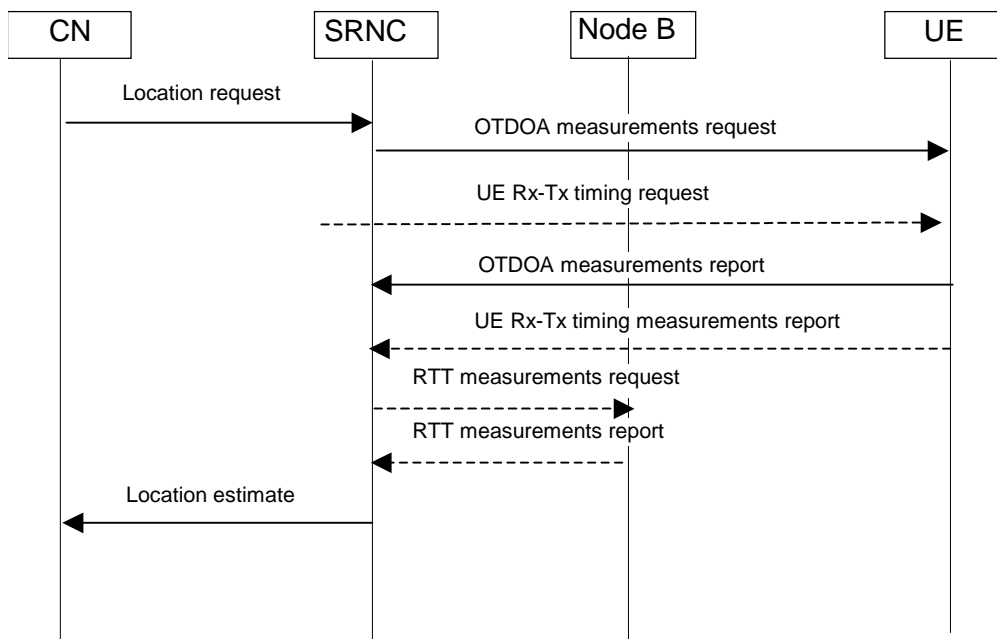 CN
SRNC
Node B
UE
Location request
OTDOA measurements request
UE Rx-Tx timing request
OTDOA measurements report
UE Rx-Tx timing measurements report
RTT measurements request
RTT measurements report
Location estimate